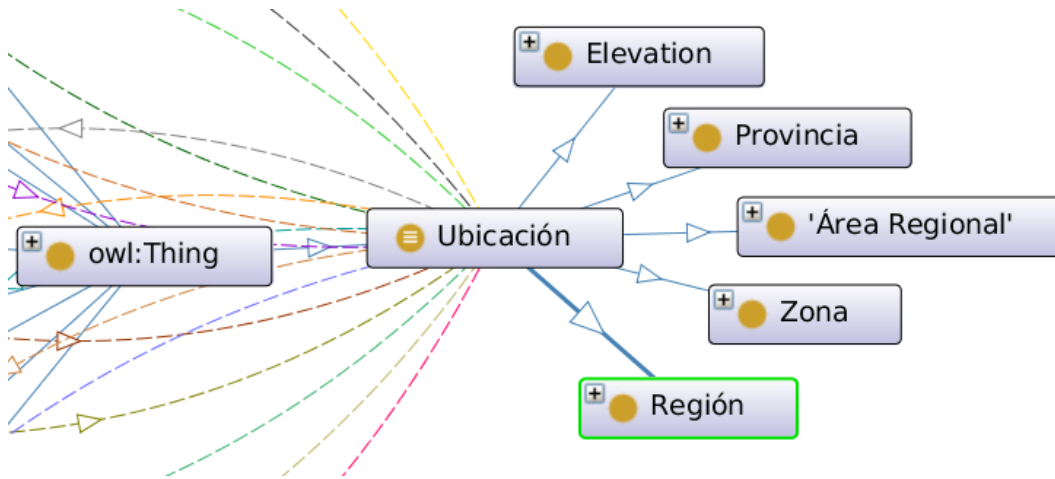 Elevation
Provincia
'Área Regional'
Ubicación
owl:Thing
Zona
Región